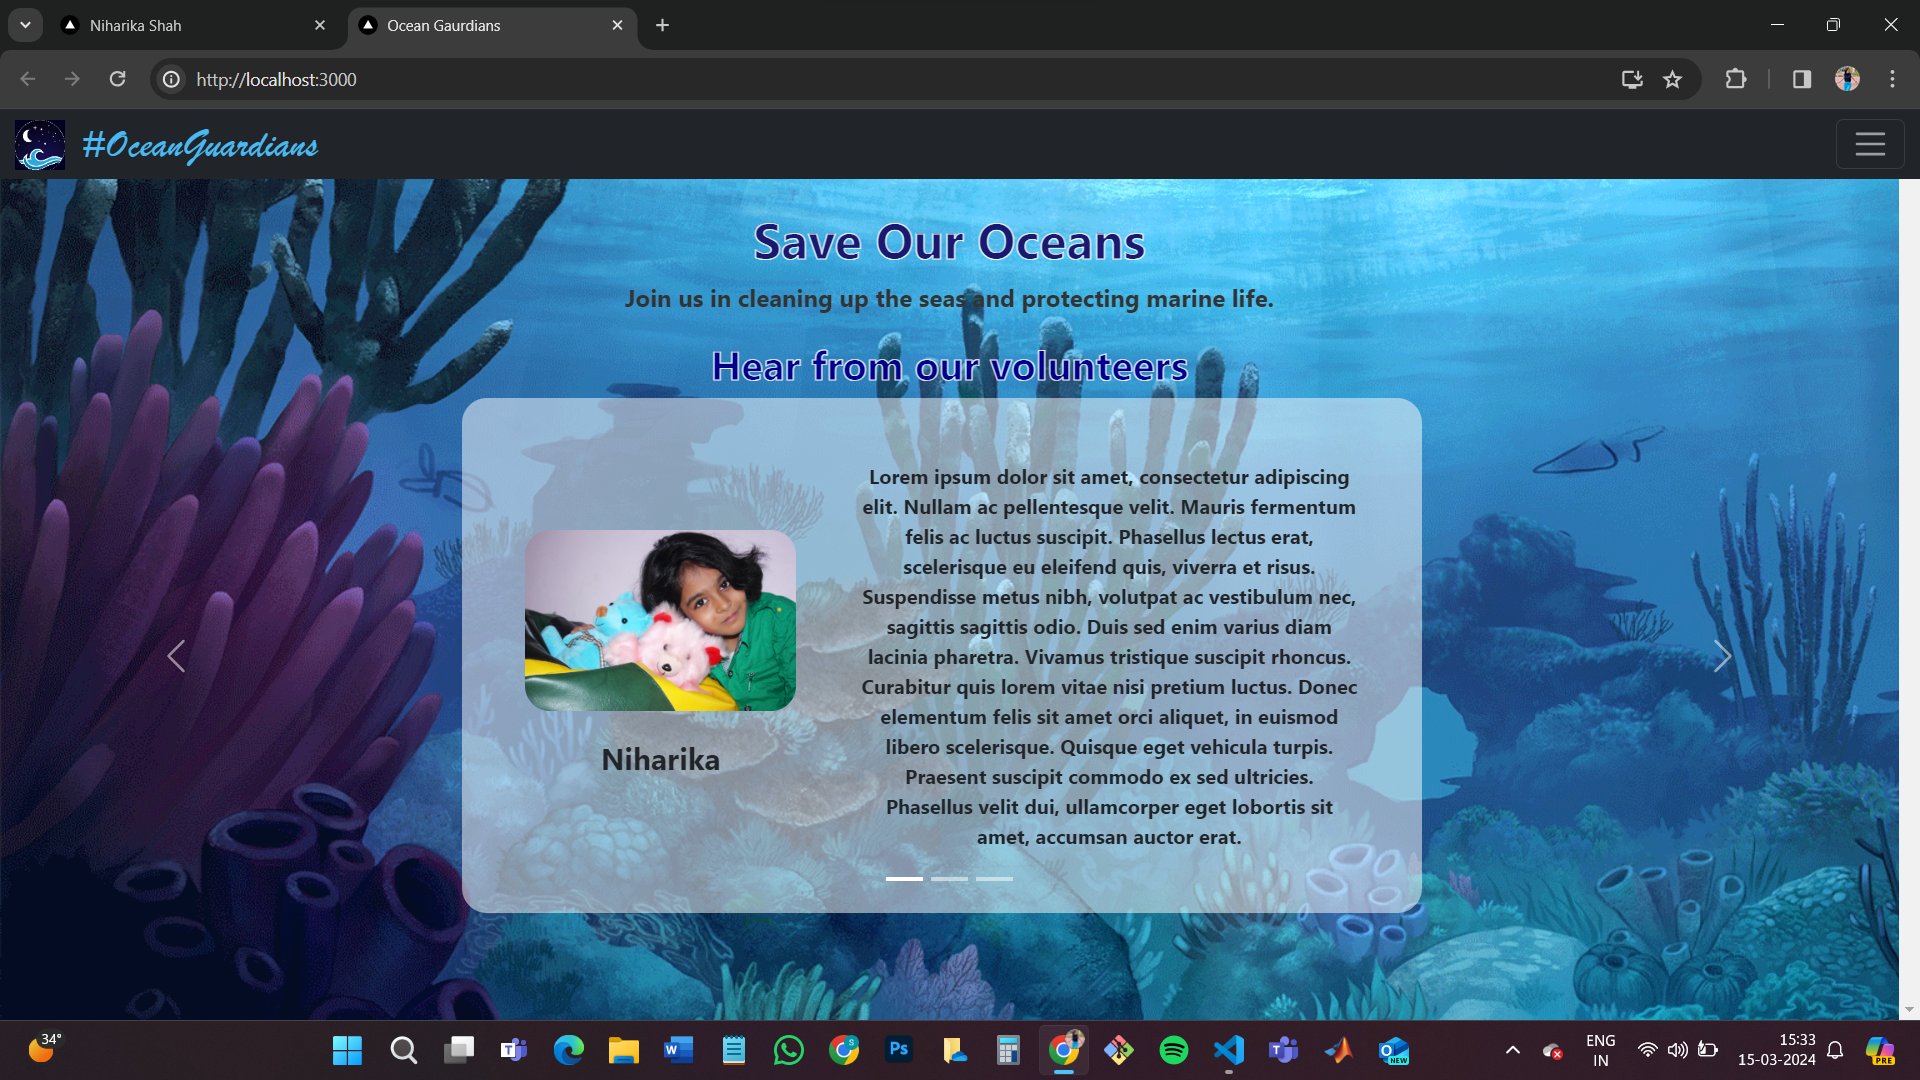 Niharika Shah
Ocean Gaurdians
http://localhost:3000
#OceanGuardians
Save Our Oceans
Join us in cleaning up the seas and protecting marine life.
Hear from our volunteers
Lorem ipsum dolor sit amet, consectetur adipiscing
elit. Nullam ac pellentesque velit. Mauris fermentum
felis ac luctus suscipit. Phasellus lectus erat,
scelerisque eu eleifend quis, viverra et risus.
Suspendisse metus nibh, volutpat ac vestibulum nec,
sagittis sagittis odio. Duis sed enim varius diam
lacinia pharetra. Vivamus tristique suscipit rhoncus.
Curabitur quis lorem vitae nisi pretium luctus. Donec
elementum felis sit amet orci aliquet, in euismod
libero scelerisque. Quisque eget vehicula turpis.
Praesent suscipit commodo ex sed ultricies.
Phasellus velit dui, ullamcorper eget lobortis sit
amet, accumsan auctor erat.
Niharika
34°
T
W
S
Ps
T
O
NEW
ENG
IN
15:33
15-03-2024
PRE